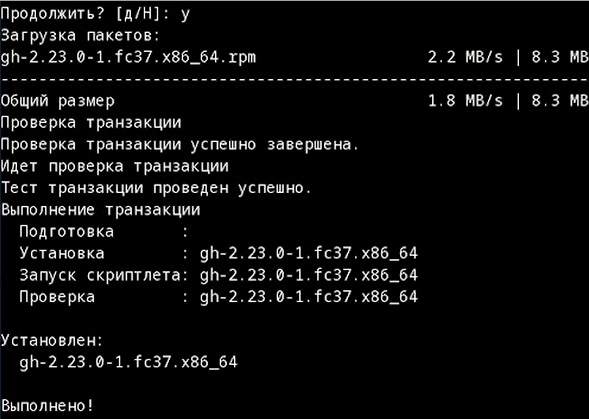 Продолжить? [д/Н]: y
Загрузка пакетов:
gh-2.23.0-1.fc37.x86_64.rpm 2.2 MB/s | 8.3 MB
--------------------------------------------------------------------------------
Общий размер 1.8 MB/s | 8.3 MB
Проверка транзакции
Проверка транзакции успешно завершена.
Идет проверка транзакции
Тест транзакции проведен успешно.
Выполнение транзакции
  Подготовка       :
  Установка        : gh-2.23.0-1.fc37.x86_64
  Запуск скриптлета: gh-2.23.0-1.fc37.x86_64
  Проверка         : gh-2.23.0-1.fc37.x86_64

Установлен:
  gh-2.23.0-1.fc37.x86_64

Выполнено!